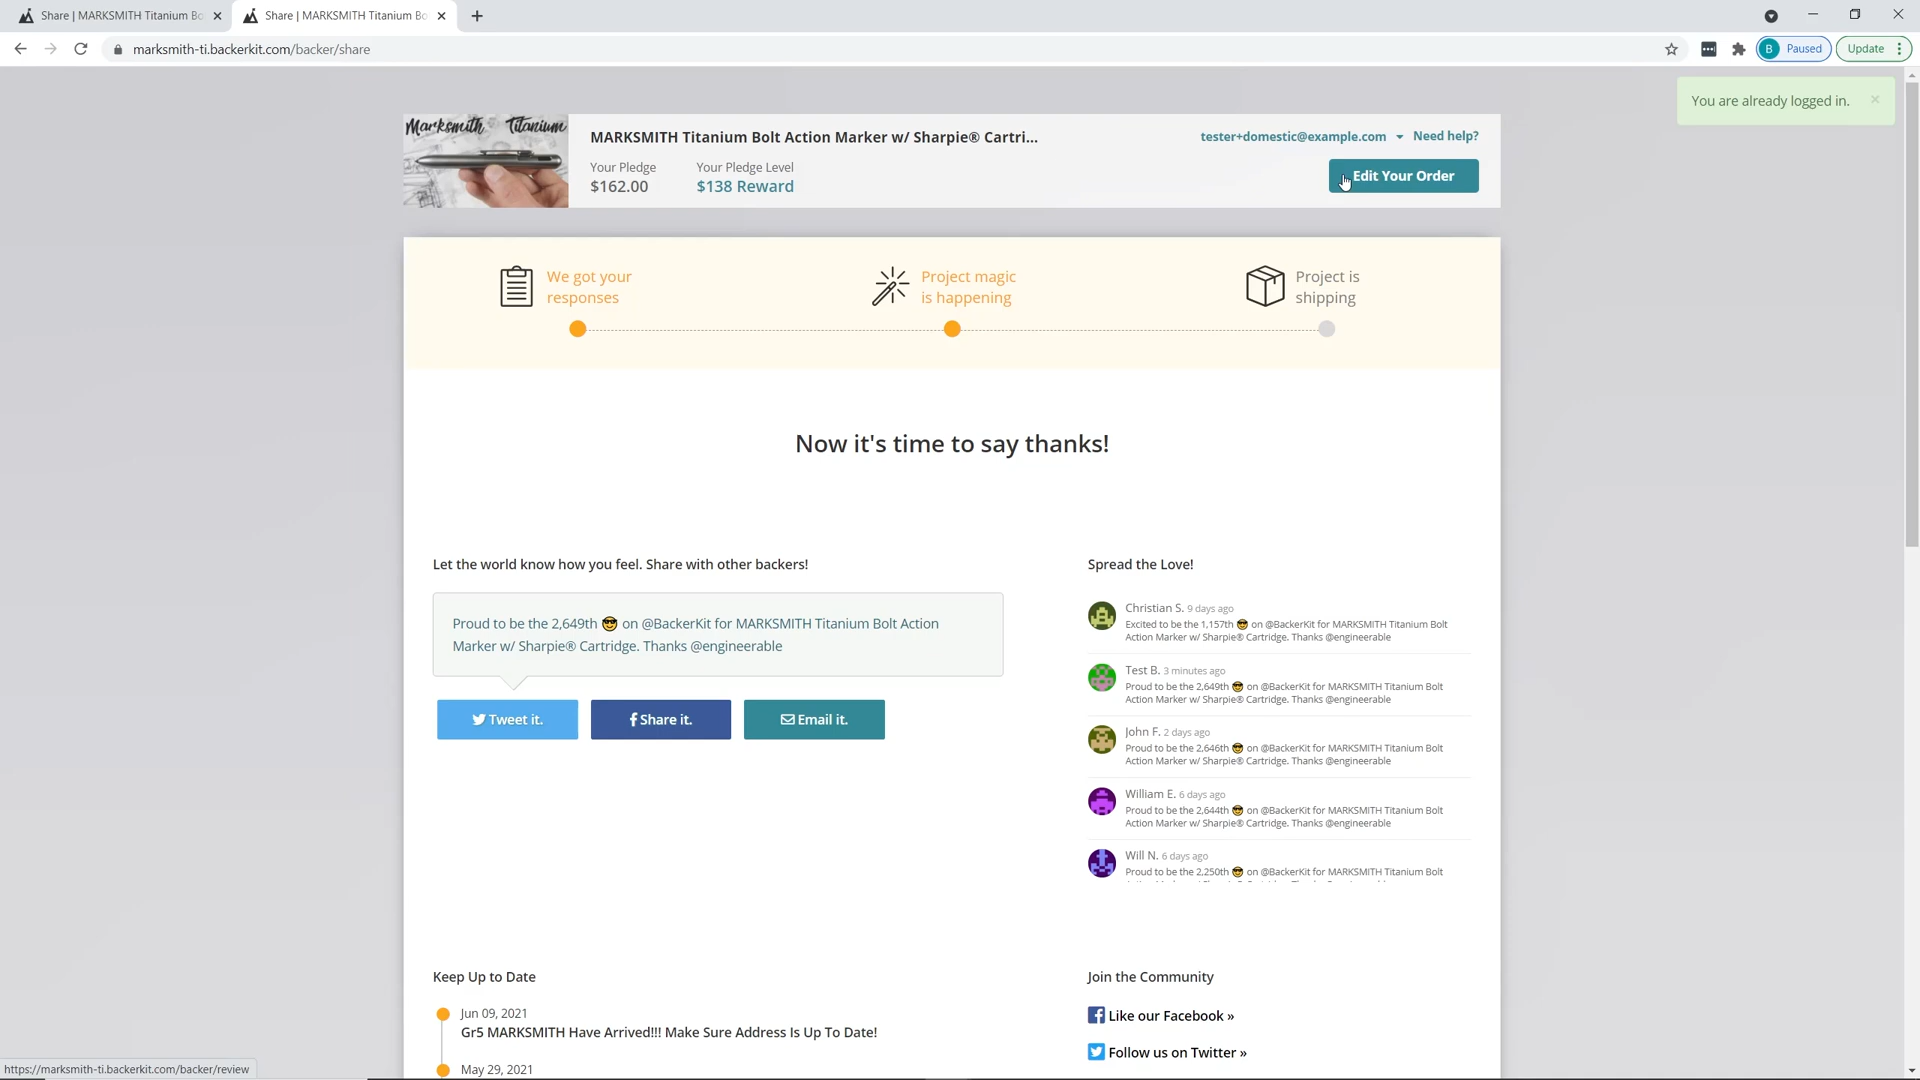 Share | MARKSMITH Titanium Bo
Share | MARKSMITH Titanium Bo
marksmith-ti.backerkit.com/backer/share
B
Paused
Update
You are already logged in.
Marksmith Titanium
MARKSMITH Titanium Bolt Action Marker w/ Sharpie® Cartri...
tester+domestic@example.com
Need help?
Your Pledge
Your Pledge Level
$162.00
$138 Reward
Edit Your Order
We got your
responses
Project magic
is happening
Project is
shipping
Now it's time to say thanks!
Let the world know how you feel. Share with other backers!
Proud to be the 2,649th 😎 on @BackerKit for MARKSMITH Titanium Bolt Action
Marker w/ Sharpie® Cartridge. Thanks @engineerable
Tweet it.
Share it.
Email it.
Spread the Love!
Christian S. 9 days ago
Excited to be the 1,157th 😎 on @BackerKit for MARKSMITH Titanium Bolt
Action Marker w/ Sharpie® Cartridge. Thanks @engineerable
Test B. 3 minutes ago
Proud to be the 2,649th 😎 on @BackerKit for MARKSMITH Titanium Bolt
Action Marker w/ Sharpie® Cartridge. Thanks @engineerable
John F. 2 days ago
Proud to be the 2,646th 😎 on @BackerKit for MARKSMITH Titanium Bolt
Action Marker w/ Sharpie® Cartridge. Thanks @engineerable
William E. 6 days ago
Proud to be the 2,644th 😎 on @BackerKit for MARKSMITH Titanium Bolt
Action Marker w/ Sharpie® Cartridge. Thanks @engineerable
Will N. 6 days ago
Proud to be the 2,250th 😎 on @BackerKit for MARKSMITH Titanium Bolt
Keep Up to Date
Jun 09, 2021
Gr5 MARKSMITH Have Arrived!!! Make Sure Address Is Up To Date!
May 29, 2021
Join the Community
Like our Facebook »
Follow us on Twitter »
https://marksmith-ti.backerkit.com/backer/review